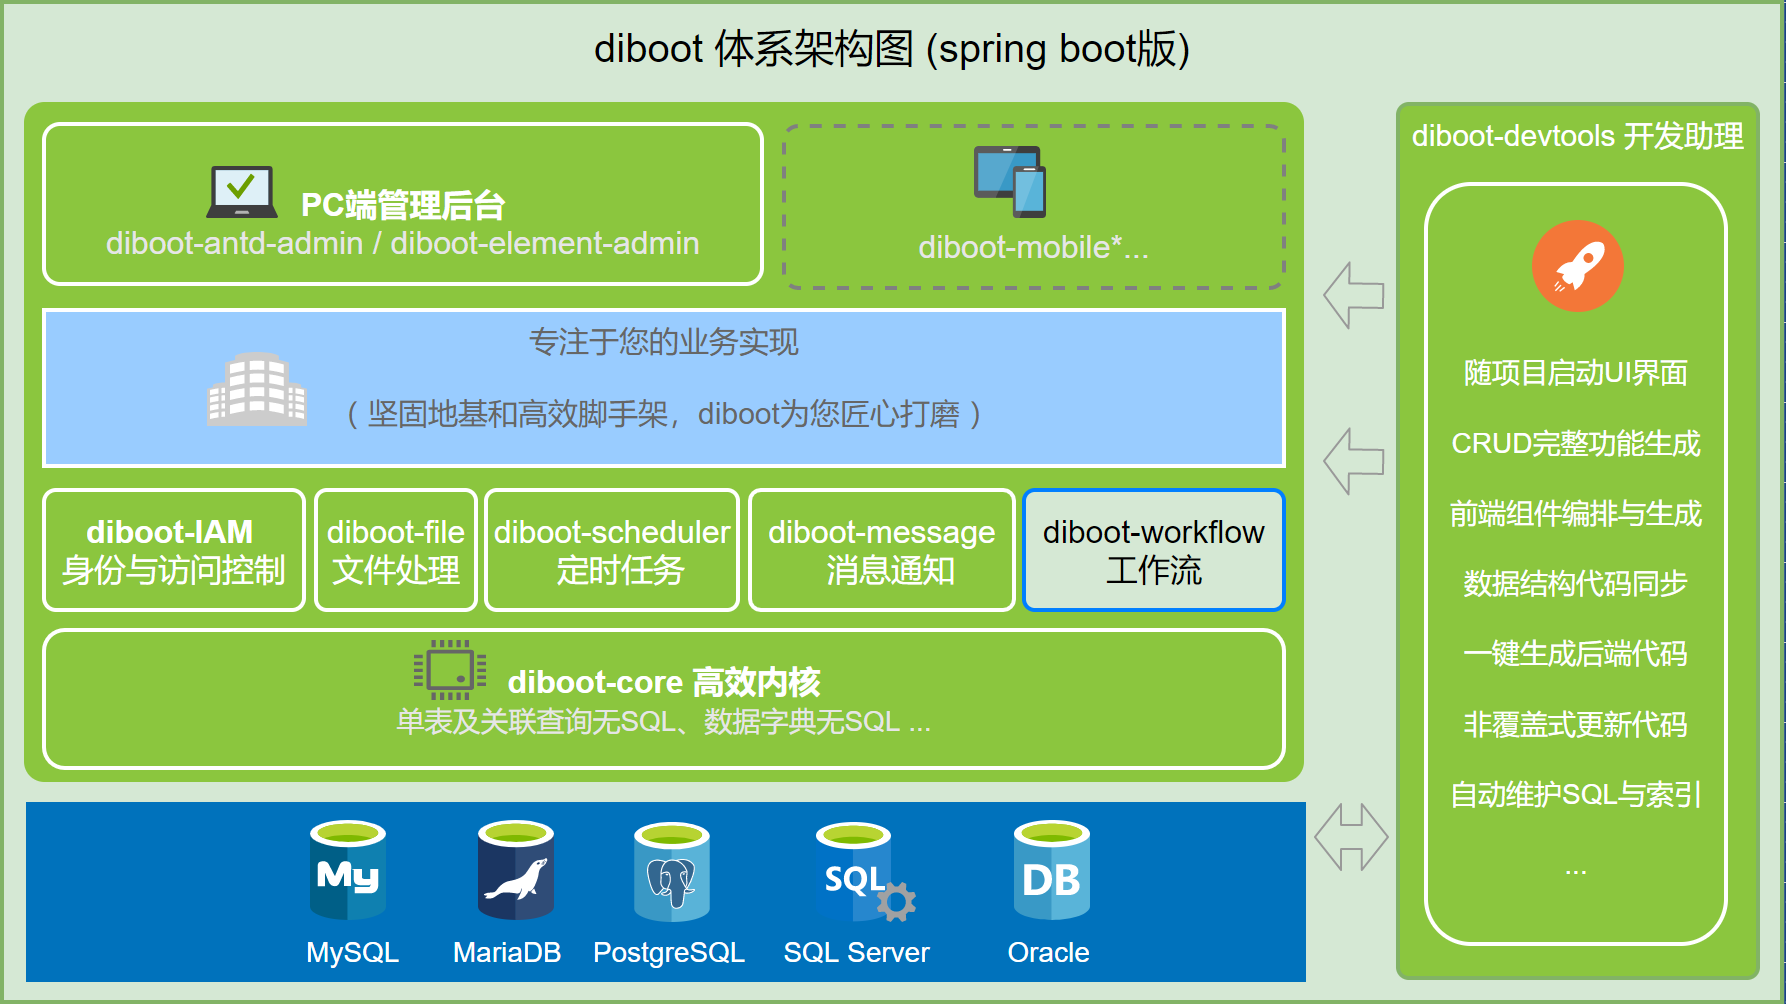 diboot 体系架构图 (spring boot版)
PC端管理后台
diboot-antd-admin / diboot-element-admin
diboot-mobile*...
专注于您的业务实现
( 坚固地基和高效脚手架，diboot为您匠心打磨 )
diboot-IAM
身份与访问控制
diboot-file
文件处理
diboot-scheduler
定时任务
diboot-message
消息通知
diboot-workflow
工作流
diboot-core 高效内核
单表及关联查询无SQL、数据字典无SQL ...
My
SQL
DB
MySQL
MariaDB
PostgreSQL
SQL Server
Oracle
diboot-devtools 开发助理
随项目启动UI界面
CRUD完整功能生成
前端组件编排与生成
数据结构代码同步
一键生成后端代码
非覆盖式更新代码
自动维护SQL与索引
...